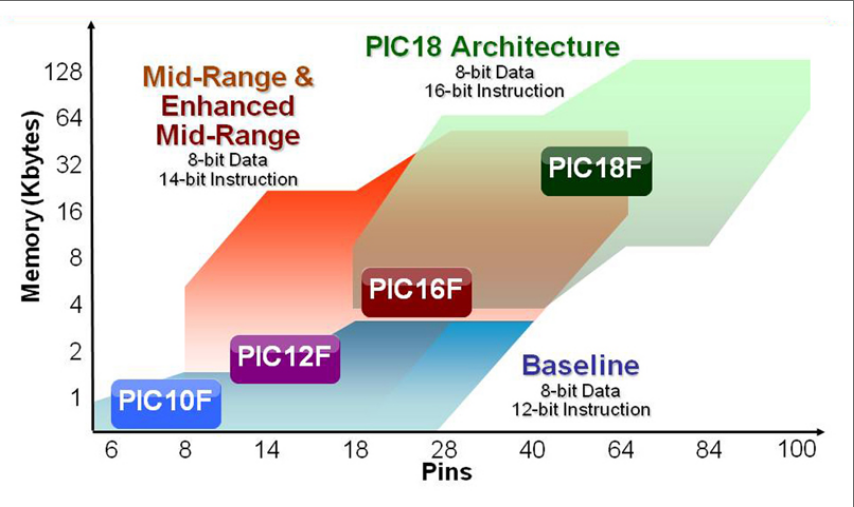 PIC18 Architecture
8-bit Data
16-bit Instruction
Mid-Range &
Enhanced
Mid-Range
8-bit Data
14-bit Instruction
128
64
32
16
8
4
2
1
Memory (Kbytes)
PIC18F
PIC16F
PIC12F
PIC10F
Baseline
8-bit Data
12-bit Instruction
6 8 14 18 28 40 64 84 100
Pins